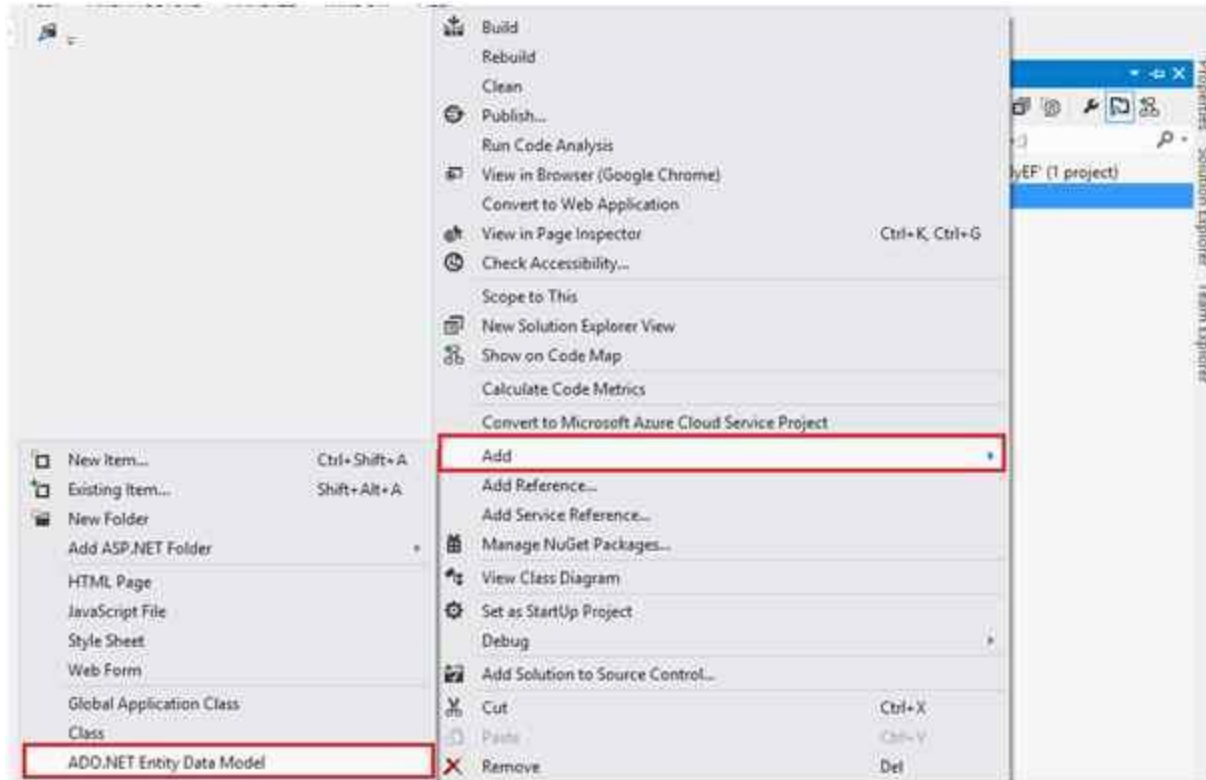 Build
Rebuild
Clean
Publish...
Run Code Analysis
View in Browser (Google Chrome)
Convert to Web Application
View in Page Inspector Ctrl+K, Ctrl+G
Check Accessibility...
Scope to This
New Solution Explorer View
Show on Code Map
Calculate Code Metrics
Convert to Microsoft Azure Cloud Service Project
Add
Add Reference...
Add Service Reference...
Manage NuGet Packages...
View Class Diagram
Set as StartUp Project
Debug
Add Solution to Source Control...
Cut Ctrl+X
Paste Ctrl+V
Remove Del
New Item... Ctrl+Shift+A
Existing Item... Shift+Alt+A
New Folder
Add ASP.NET Folder
HTML Page
JavaScript File
Style Sheet
Web Form
Global Application Class
Class
ADO.NET Entity Data Model
(1 project)
Properties Solution Explorer Team Explorer